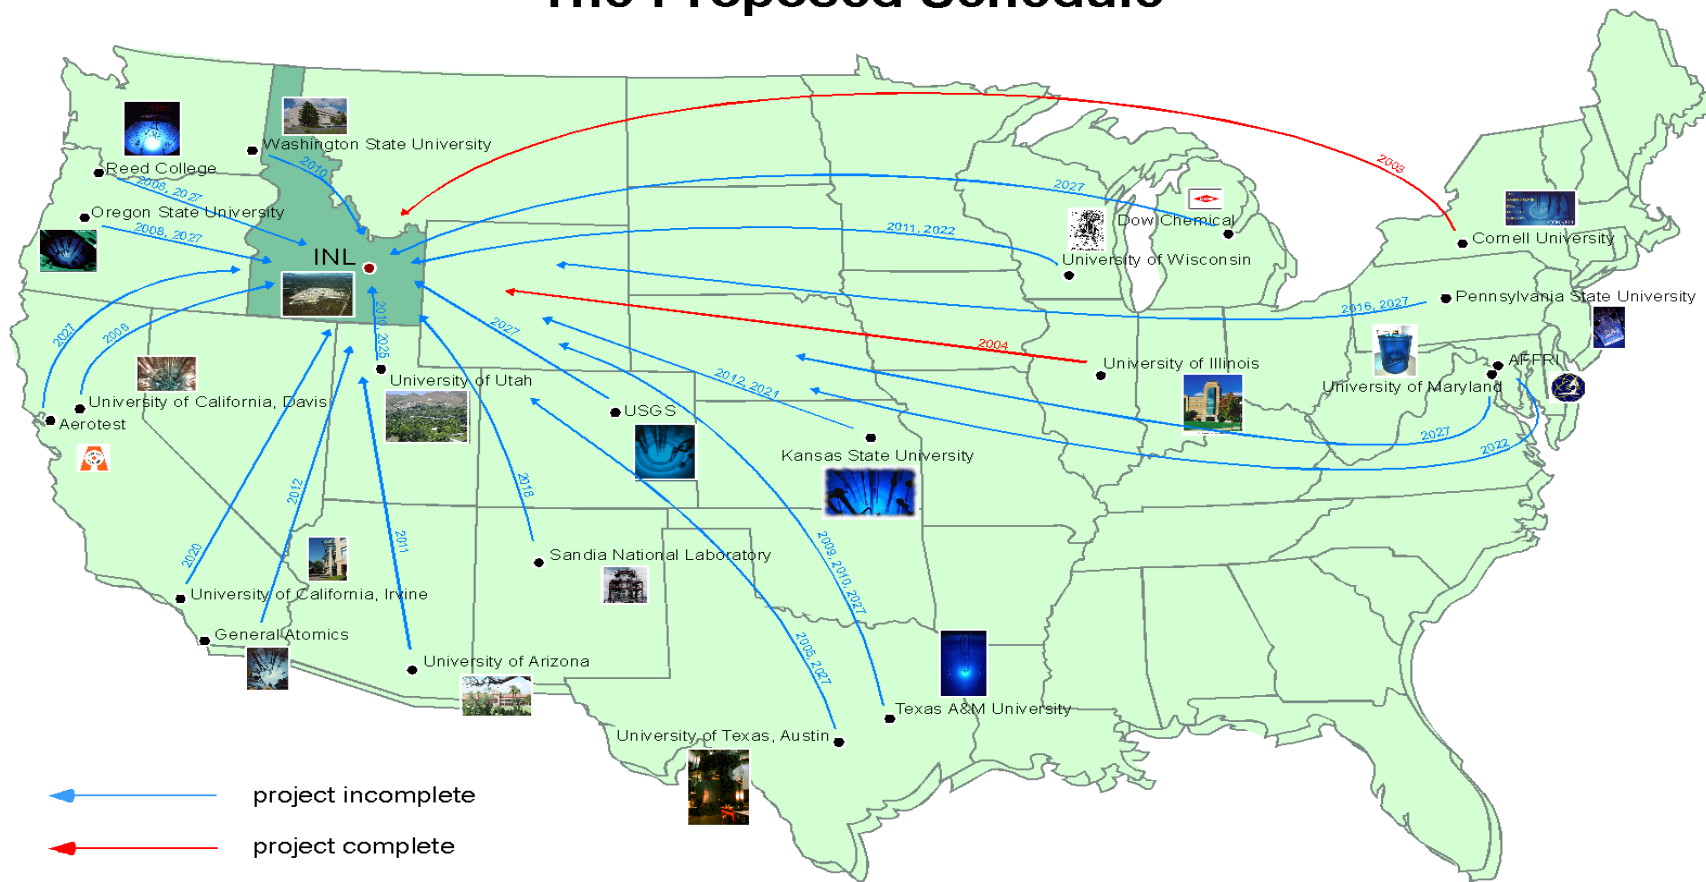 The Proposed Schedule
Washington State University
2010
Reed College
2008, 2027
Oregon State University
2008, 2027
INL
2027
2006
2010, 2025
University of Utah
University of California, Davis
Aerotest
2027
USGS
2012, 2021
Kansas State University
2003
2027
Dow Chemical
2011, 2022
University of Wisconsin
Cornell University
2016, 2027
Pennsylvania State University
2004
University of Illinois
AFFRI
University of Maryland
2027
2022
2018
Sandia National Laboratory
2020
2012
2011
University of California, Irvine
General Atomics
University of Arizona
2009, 2010, 2027
2005, 2027
Texas A&M University
University of Texas, Austin
project incomplete
project complete